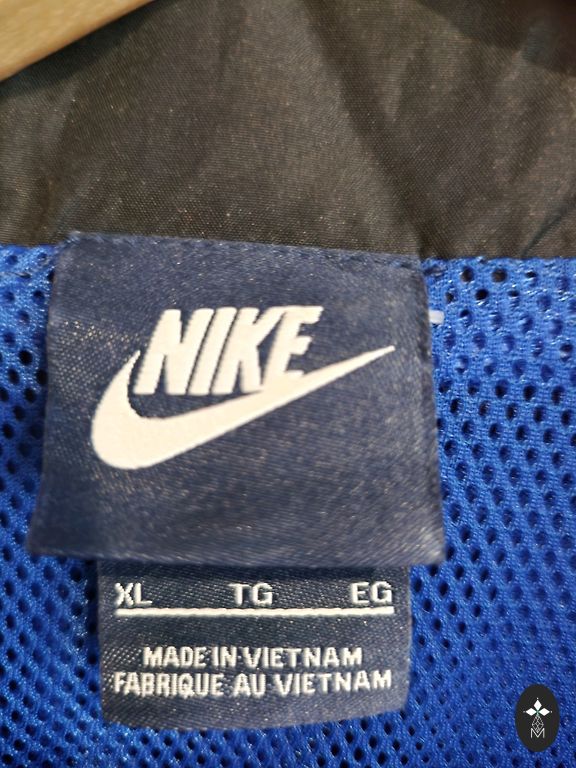 NIKE
XL TG EG
MADE IN VIETNAM
FABRIQUE AU VIETNAM